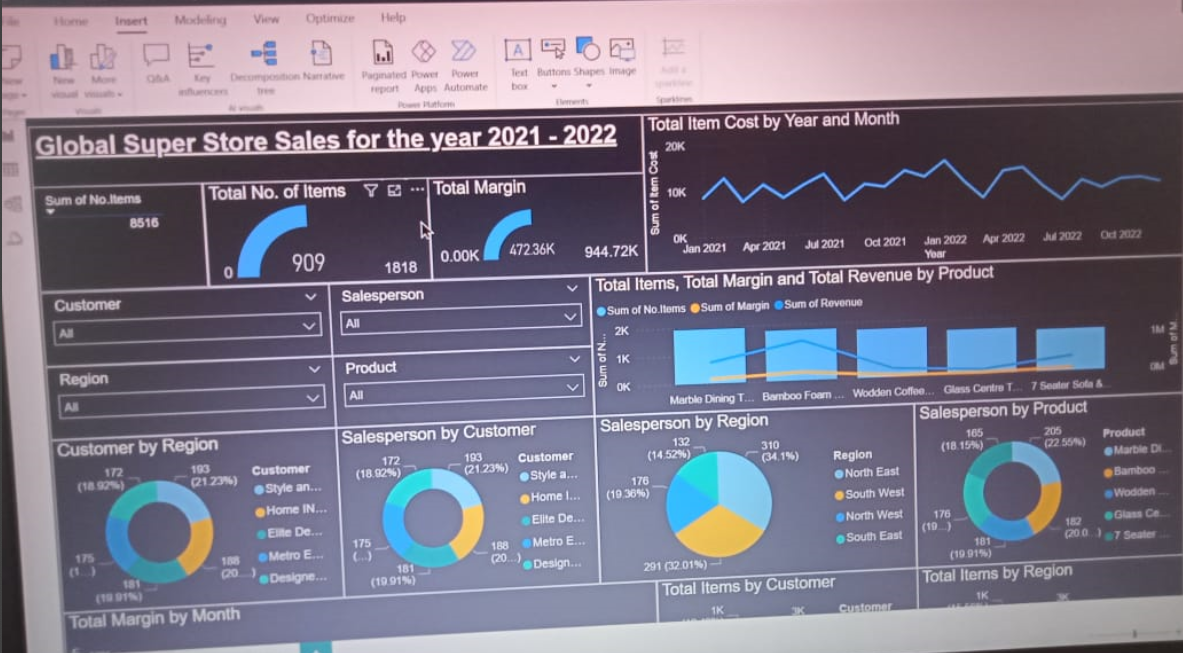 File Home Insert Modeling View Optimize Help
New visual
More visuals
Q&A
Key influencers
Decomposition tree
Narrative
Paginated report
Power Apps
Power Automate
Text box
Buttons
Shapes
Image
Add a sparkline
Visuals
AI visuals
Power Platform
Elements
Sparklines
Global Super Store Sales for the year 2021 - 2022
Sum of No.Items
8516
Total No. of Items
0
909
1818
Total Margin
0.00K
472.36K
944.72K
Total Item Cost by Year and Month
Sum of Item Cost
20K
10K
0K
Jan 2021 Apr 2021 Jul 2021 Oct 2021 Jan 2022 Apr 2022 Jul 2022 Oct 2022
Year
Customer
All
Salesperson
All
Region
All
Product
All
Total Items, Total Margin and Total Revenue by Product
Sum of No.Items Sum of Margin Sum of Revenue
Sum of N...
2K
1K
0K
1M
0M
Sum of M...
Marble Dining T... Bamboo Foam ... Wodden Coffee... Glass Centre T... 7 Seater Sofa &...
Customer by Region
172
(18.92%)
193
(21.23%)
175
(1...)
188
(20...)
181
(19.91%)
Customer
Style an...
Home IN...
Elite De...
Metro E...
Designe...
Salesperson by Customer
172
(18.92%)
193
(21.23%)
175
(...)
188
(20...)
181
(19.91%)
Customer
Style a...
Home I...
Elite De...
Metro E...
Design...
Salesperson by Region
132
(14.52%)
310
(34.1%)
176
(19.36%)
291 (32.01%)
Region
North East
South West
North West
South East
Salesperson by Product
165
(18.15%)
205
(22.55%)
176
(19...)
182
(20.0...)
181
(19.91%)
Product
Marble Di...
Bamboo ...
Wodden ...
Glass Ce...
7 Seater ...
Total Margin by Month
Total Items by Customer
1K
3K
Customer
Total Items by Region
1K
3K